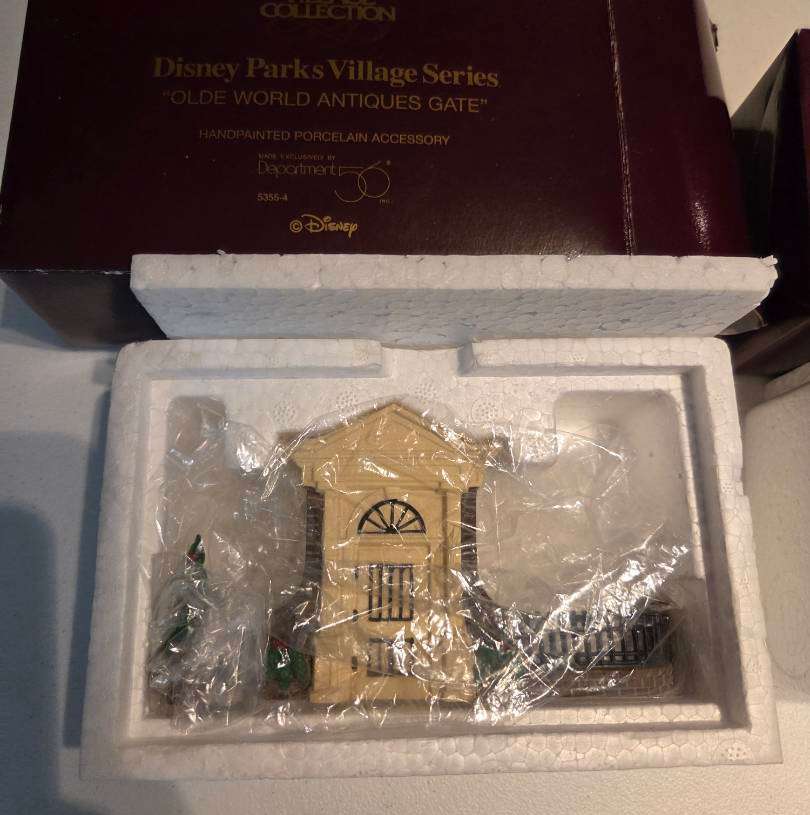 COLLECTION
Disney Parks Village Series
"OLDE WORLD ANTIQUES GATE"
HANDPAINTED PORCELAIN ACCESSORY
MADE EXCLUSIVELY BY
Department 56®
INC.
5355-4
© Disney